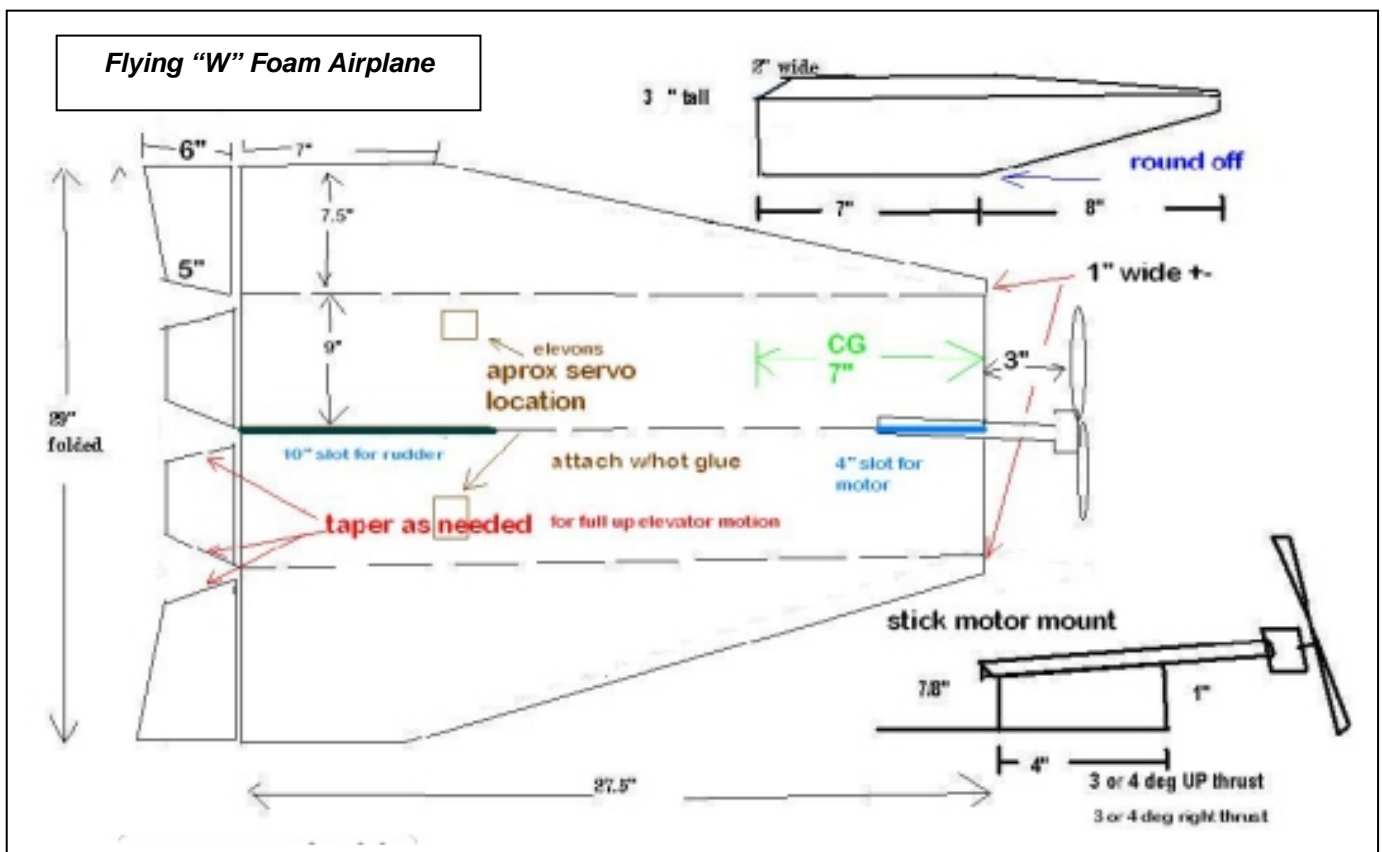 Flying “W” Foam Airplane
2" wide
3 " tall
round off
7"
8"
6"
7"
7.5"
5"
1" wide +-
9"
elevons
aprox servo
location
CG
7"
3"
29"
folded
10" slot for rudder
attach w/hot glue
4" slot for
motor
taper as needed
for full up elevator motion
stick motor mount
7.8"
1"
4"
27.5"
3 or 4 deg UP thrust
3 or 4 deg right thrust